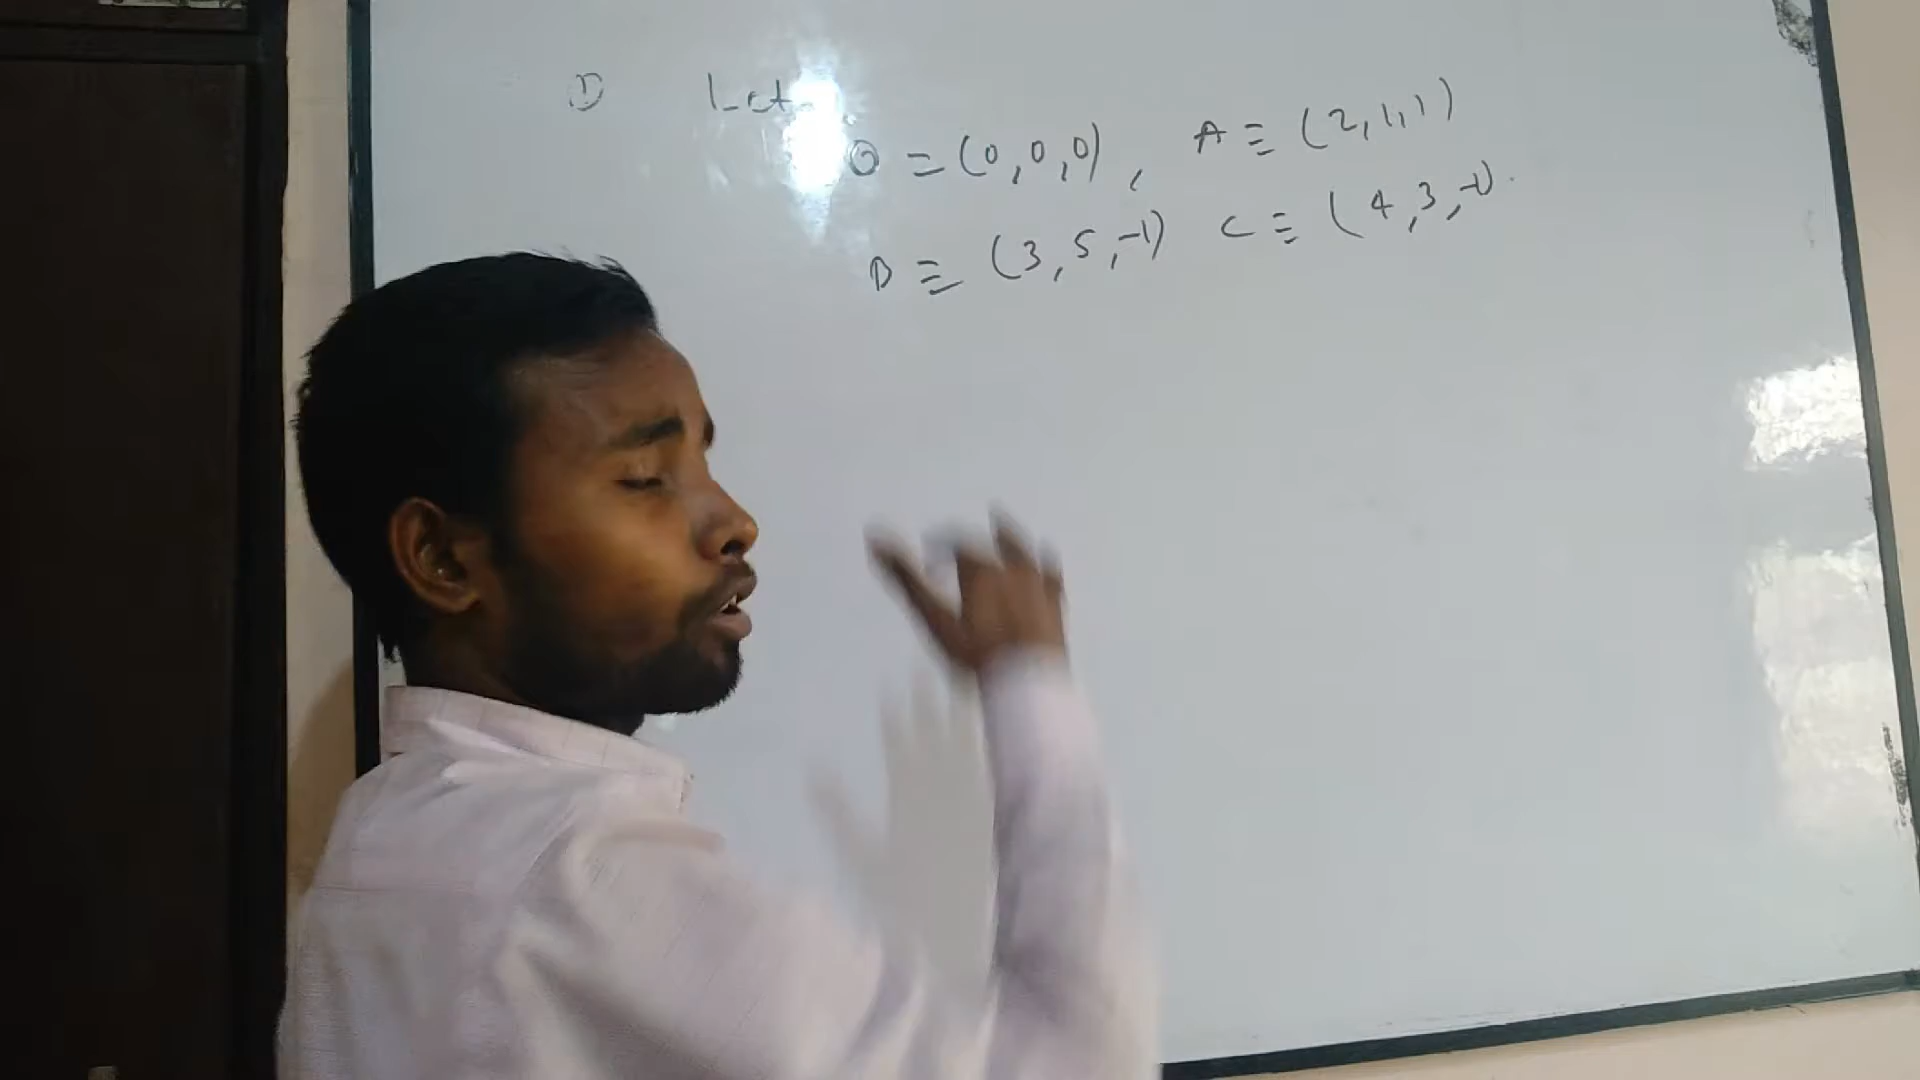 ① Let
O = (0,0,0), A ≡ (2,1,1)
B ≡ (3,5,-1) C ≡ (4,3,-1).